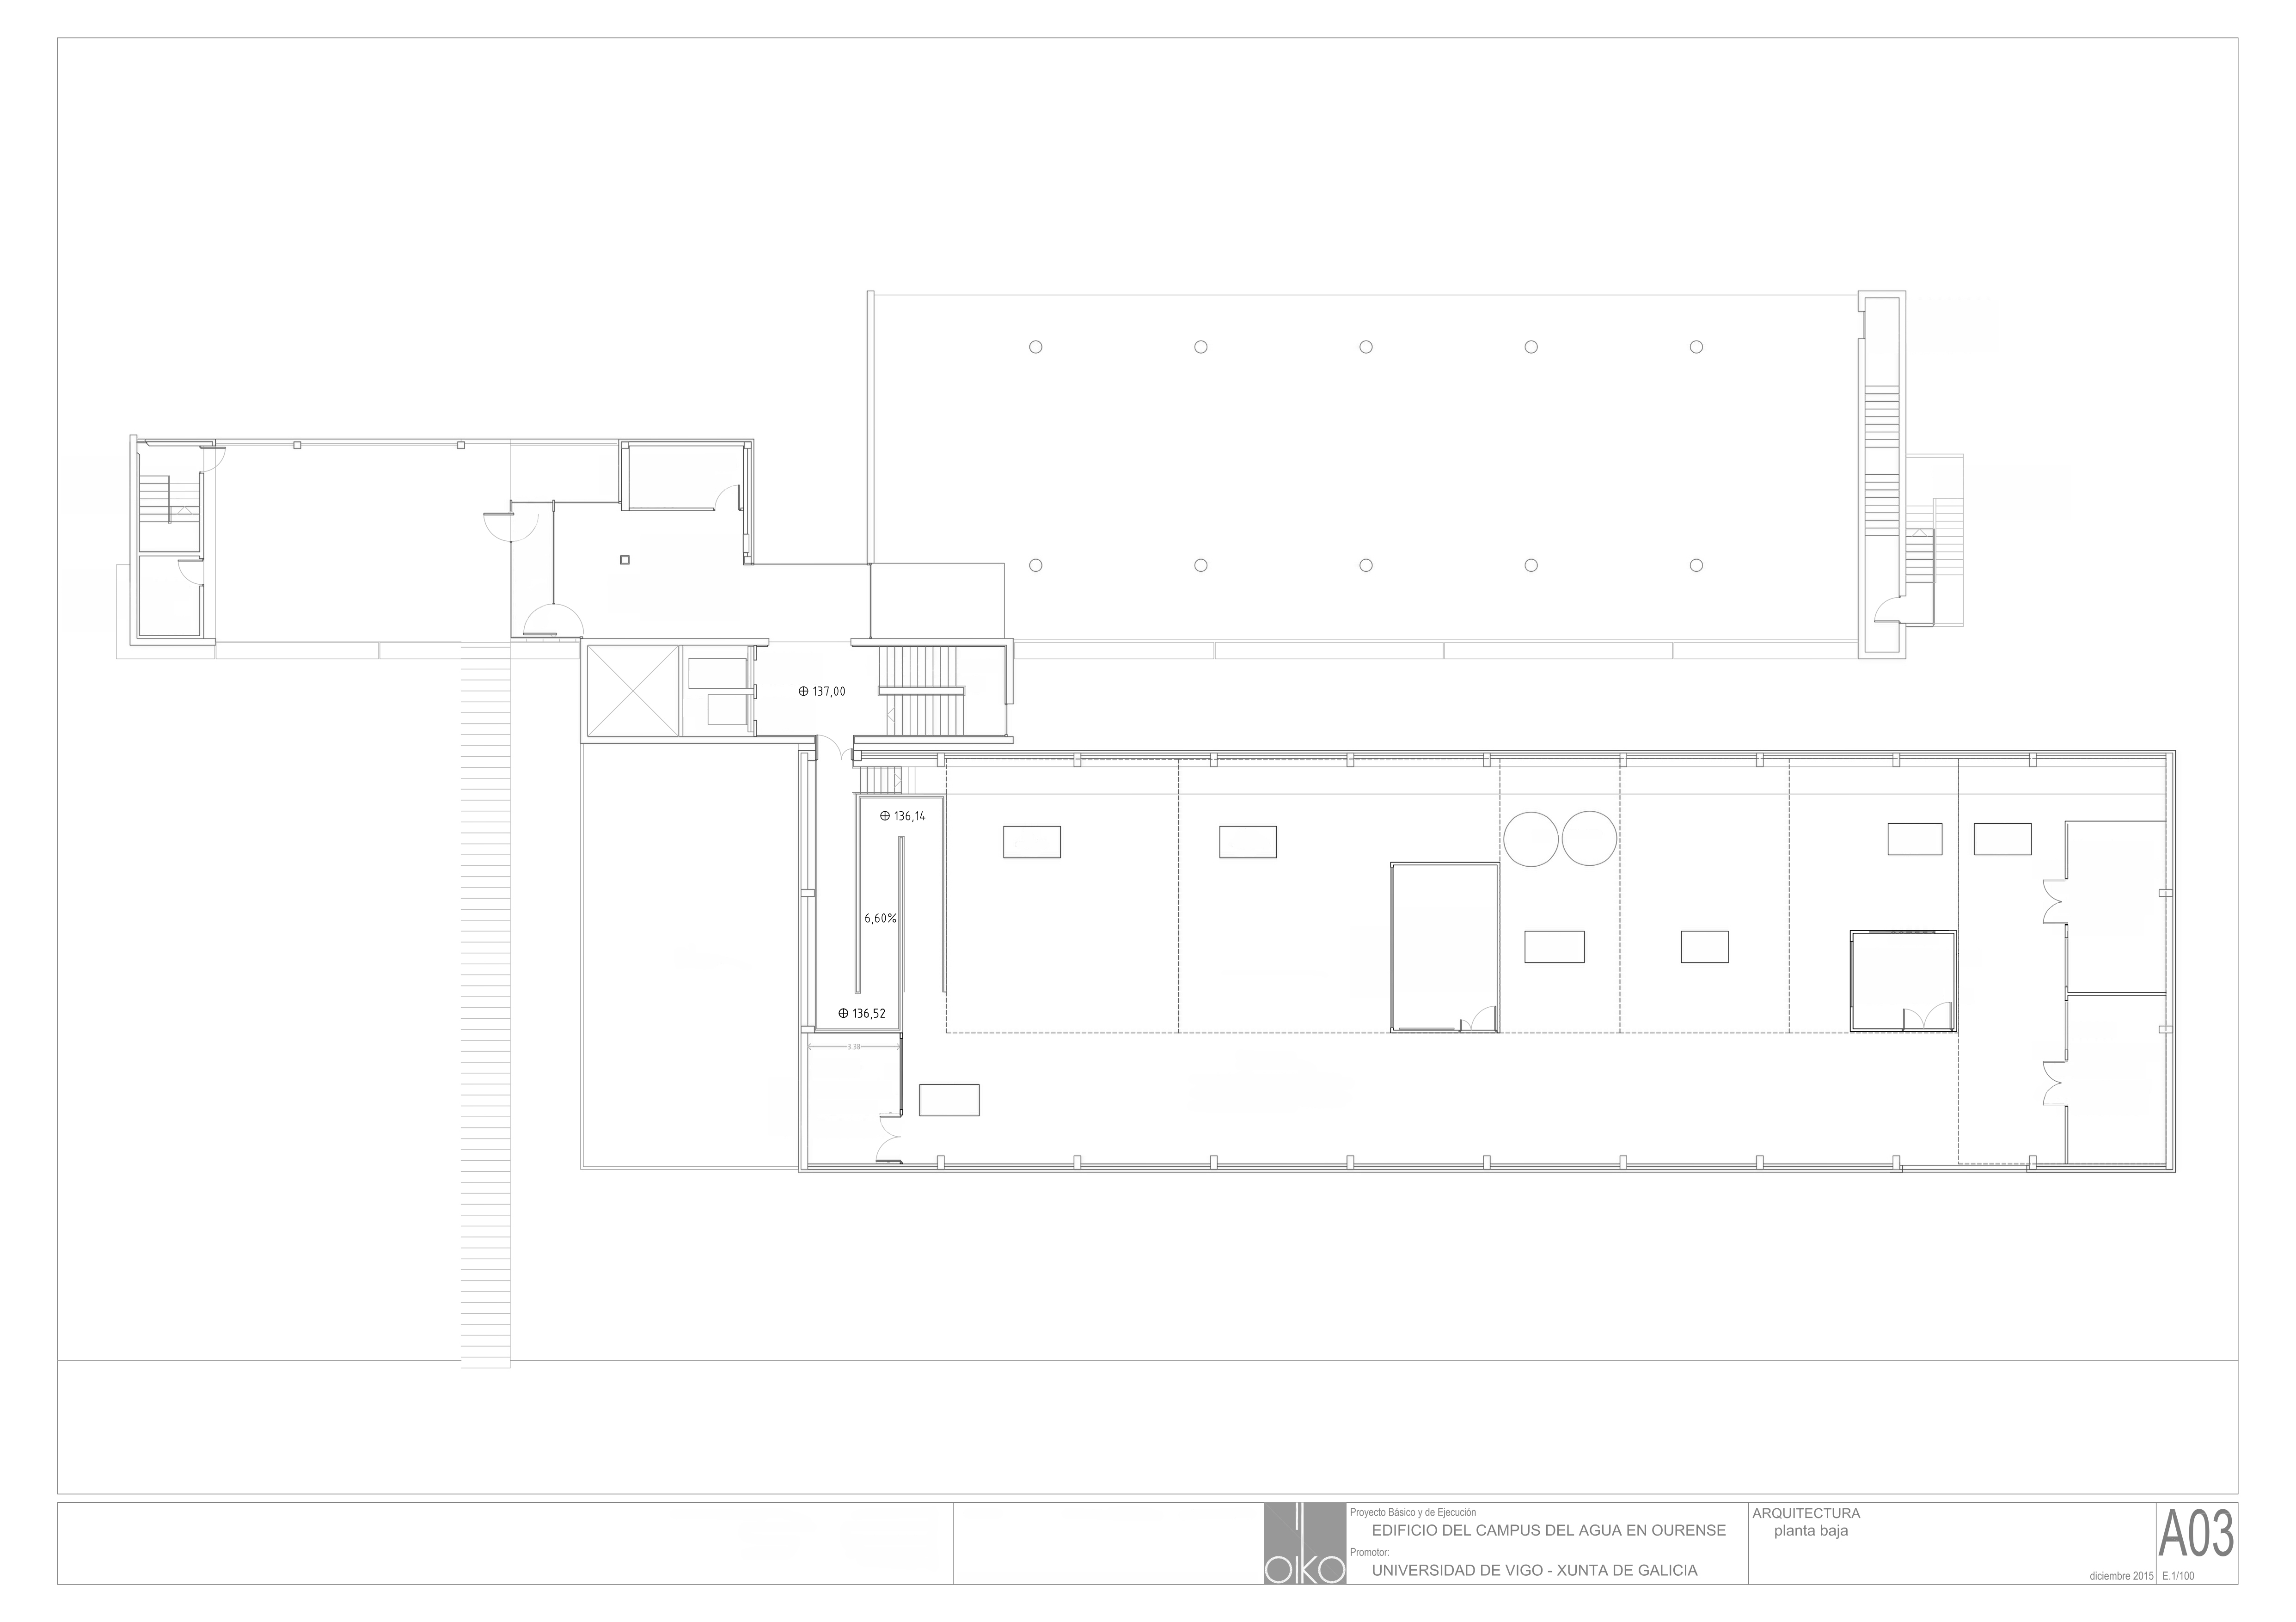 137,00
136,14
6,60%
136,52
3.38
OIKO
Proyecto Básico y de Ejecución
EDIFICIO DEL CAMPUS DEL AGUA EN OURENSE
Promotor:
UNIVERSIDAD DE VIGO - XUNTA DE GALICIA
ARQUITECTURA
planta baja
diciembre 2015
A03
E.1/100